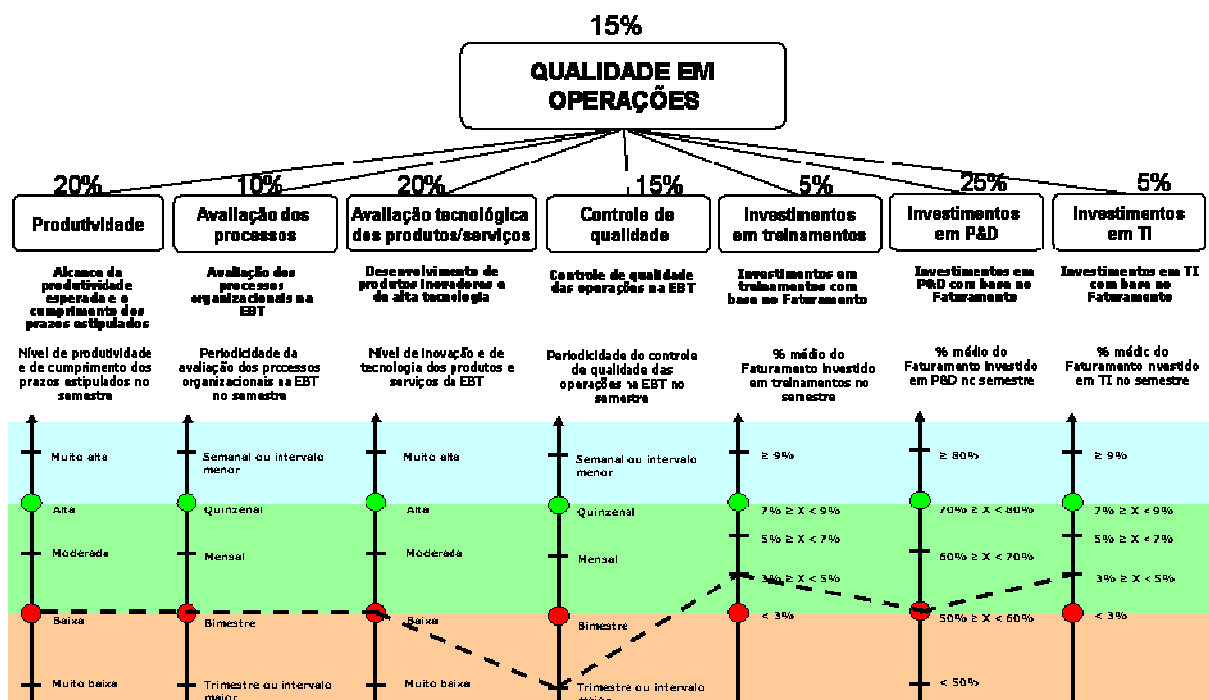 15%
QUALIDADE EM
OPERAÇÕES
20%
Produtividade
Alcance da
produtividade
esperada e o
cumprimento dos
prazos estipulados
Nível de produtividade
e de cumprimento dos
prazos estipulados no
semestre
Muito alta
Alta
Moderada
Baixa
Muito baixa
10%
Avaliação dos
processos
Avaliação dos
processos
organizacionais na
EBT
Periodicidade da
avaliação dos processos
organizacionais na EBT
no semestre
Semanal ou intervalo
menor
Quinzenal
Mensal
Bimestre
Trimestre ou intervalo
maior
20%
Avaliação tecnológica
dos produtos/serviços
Desenvolvimento de
produtos inovadores e
de alta tecnologia
Nível de inovação e de
tecnologia dos produtos e
serviços da EBT
Muito alta
Alta
Moderada
Baixa
Muito baixa
15%
Controle de
qualidade
Controle de qualidade
das operações na EBT
Periodicidade do controle
de qualidade das
operações na EBT no
semestre
Semanal ou intervalo
menor
Quinzenal
Mensal
Bimestre
Trimestre ou intervalo
5%
Investimentos
em treinamentos
Investimentos em
treinamentos com
base no Faturamento
% médio do
Faturamento investido
em treinamentos no
semestre
≥ 9%
7% ≥ X < 9%
5% ≥ X < 7%
3% ≥ X < 5%
< 3%
25%
Investimentos
em P&D
Investimentos em
P&D com base no
Faturamento
% médio do
Faturamento investido
em P&D no semestre
≥ 80%
70% ≥ X < 80%
60% ≥ X < 70%
50% ≥ X < 60%
< 50%
5%
Investimentos
em TI
Investimentos em TI
com base no
Faturamento
% médio do
Faturamento investido
em TI no semestre
≥ 9%
7% ≥ X < 9%
5% ≥ X < 7%
3% ≥ X < 5%
< 3%